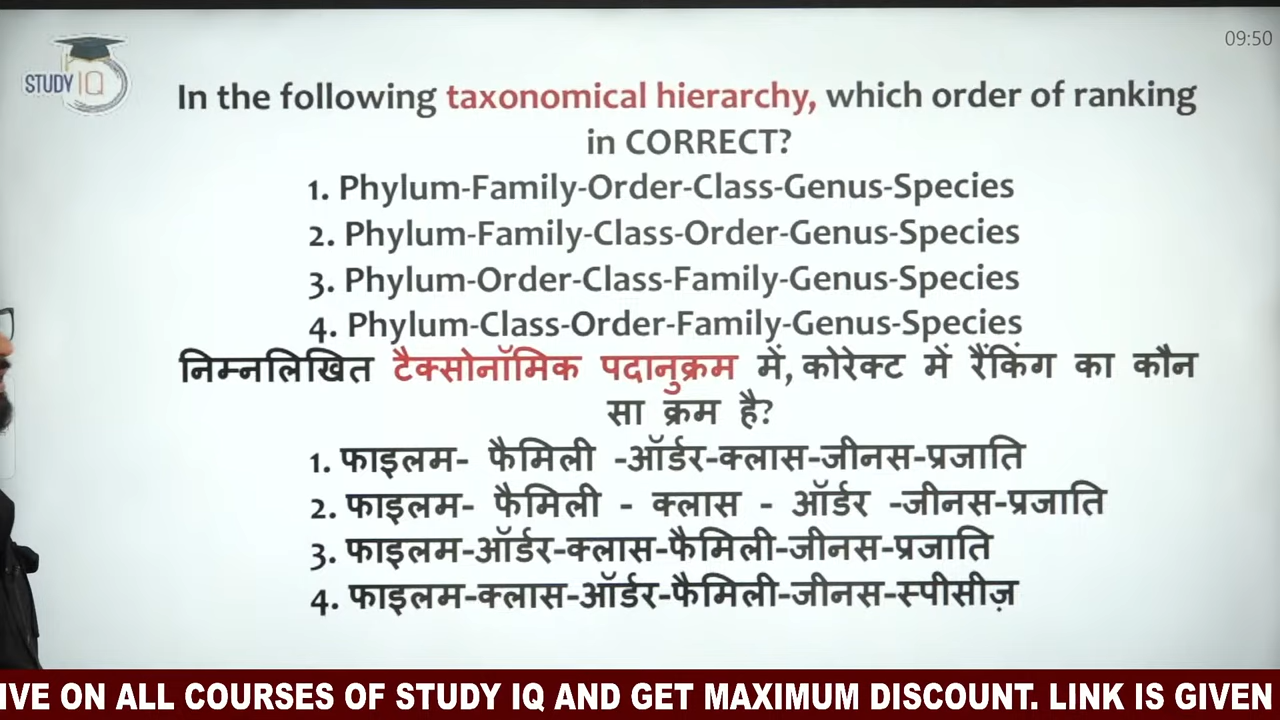 09:50
STUDY IQ
In the following taxonomical hierarchy, which order of ranking
in CORRECT?
1. Phylum-Family-Order-Class-Genus-Species
2. Phylum-Family-Class-Order-Genus-Species
3. Phylum-Order-Class-Family-Genus-Species
4. Phylum-Class-Order-Family-Genus-Species
निम्नलिखित टैक्सोनॉमिक पदानुक्रम में, कोरेक्ट में रैंकिंग का कौन
सा क्रम है?
1. फाइलम- फैमिली -ऑर्डर-क्लास-जीनस-प्रजाति
2. फाइलम- फैमिली - क्लास - ऑर्डर -जीनस-प्रजाति
3. फाइलम-ऑर्डर-क्लास-फैमिली-जीनस-प्रजाति
4. फाइलम-क्लास-ऑर्डर-फैमिली-जीनस-स्पीसीज़
IVE ON ALL COURSES OF STUDY IQ AND GET MAXIMUM DISCOUNT. LINK IS GIVEN